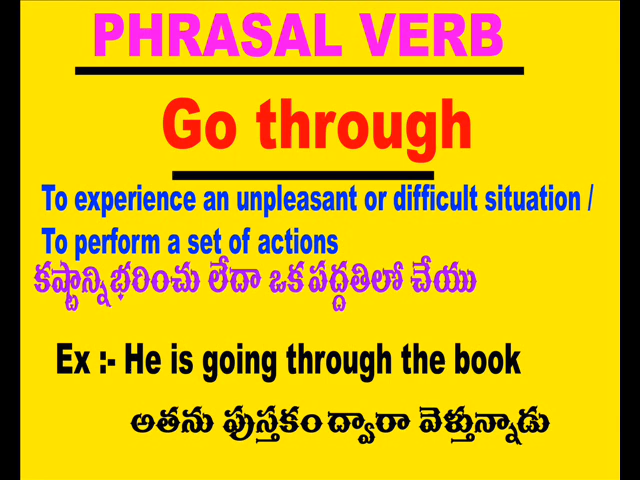 PHRASAL VERB
Go through
To experience an unpleasant or difficult situation /
To perform a set of actions
కష్టాన్ని భరించు లేదా ఒక పద్దతిలో చేయు
Ex :- He is going through the book
అతను పుస్తకం ద్వారా వెళ్తున్నాడు